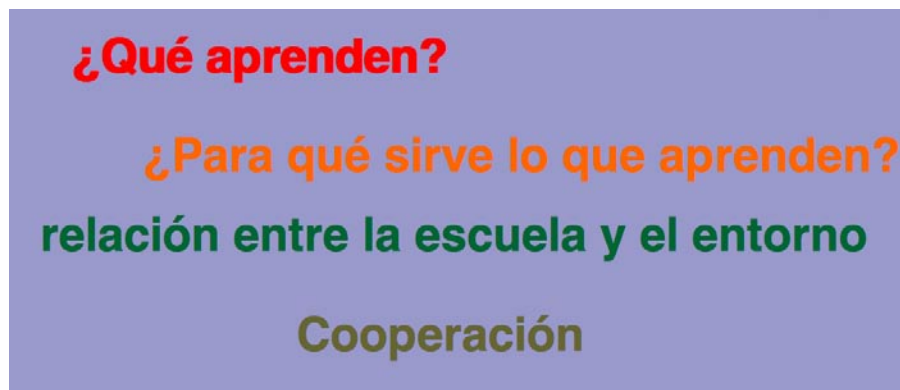 ¿Qué aprenden?
¿Para qué sirve lo que aprenden?
relación entre la escuela y el entorno
Cooperación